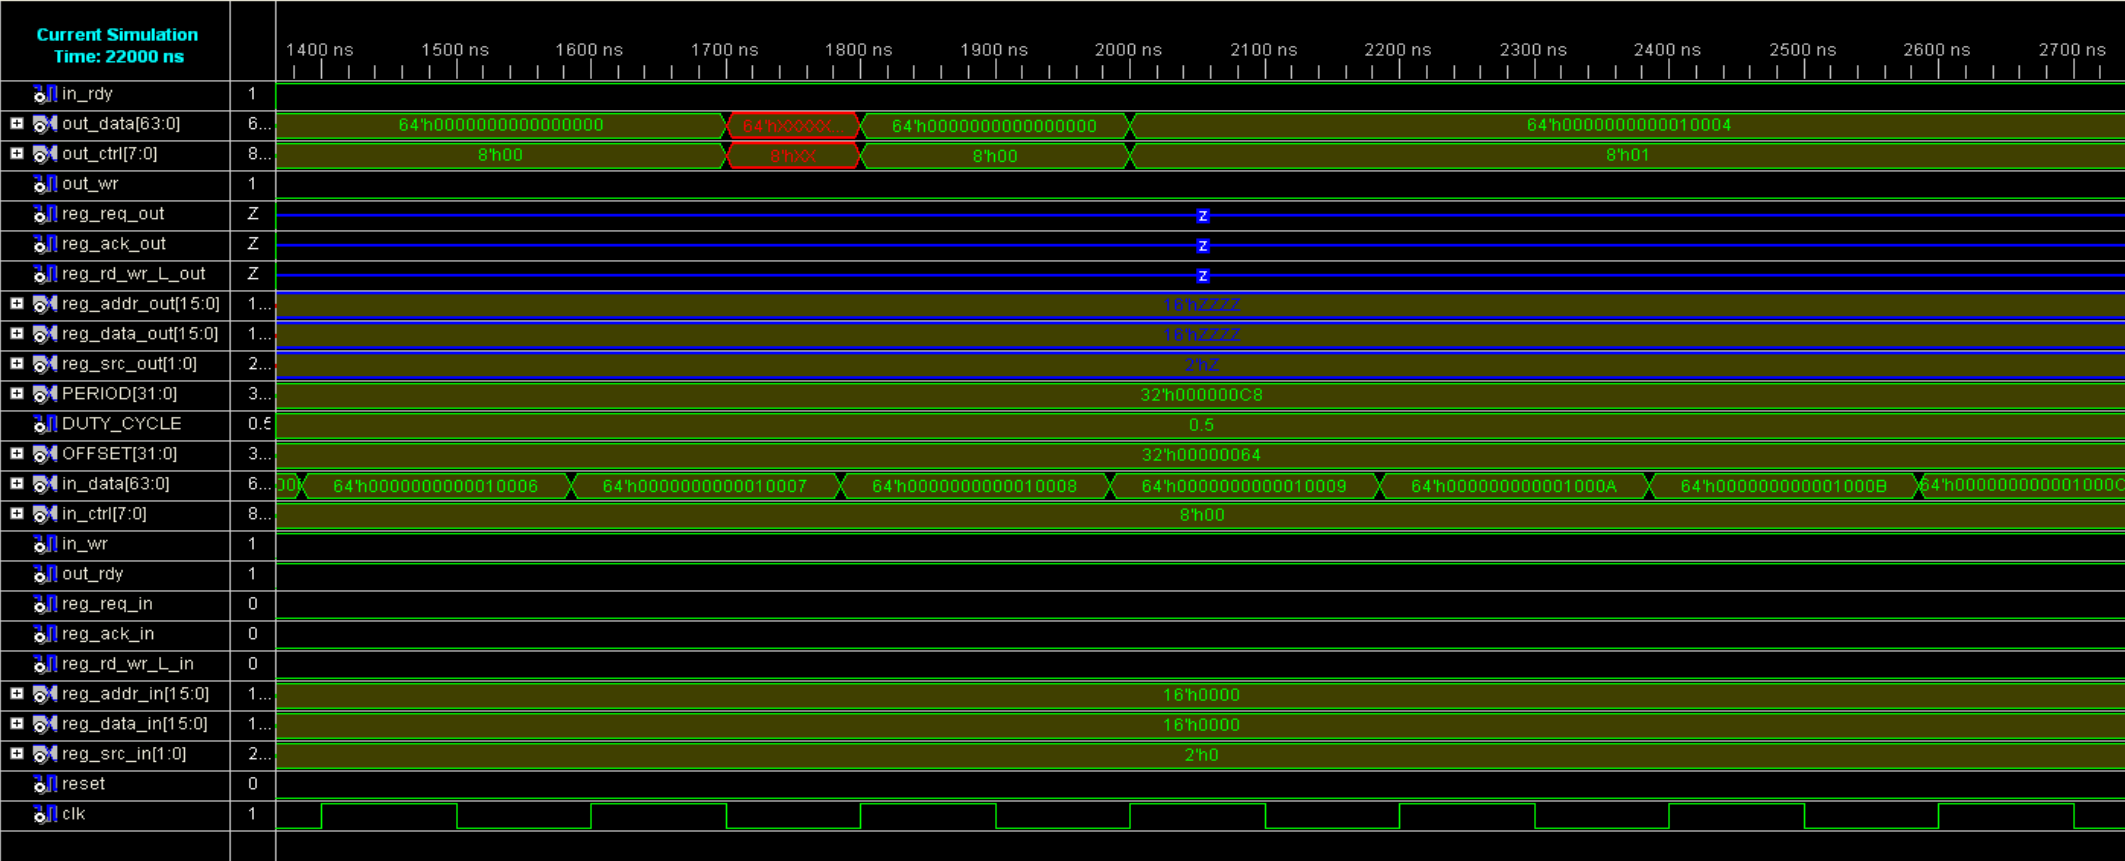 Current Simulation
Time: 22000 ns
1400 ns 1500 ns 1600 ns 1700 ns 1800 ns 1900 ns 2000 ns 2100 ns 2200 ns 2300 ns 2400 ns 2500 ns 2600 ns 2700 ns
in_rdy 1
out_data[63:0] 6... 64'h0000000000000000 64'hXXXXX... 64'h0000000000000000 64'h0000000000010004
out_ctrl[7:0] 8... 8'h00 8'hXX 8'h00 8'h01
out_wr 1
reg_req_out Z Z
reg_ack_out Z Z
reg_rd_wr_L_out Z Z
reg_addr_out[15:0] 1... 16'hZZZZ
reg_data_out[15:0] 1... 16'hZZZZ
reg_src_out[1:0] 2... 2'hZ
PERIOD[31:0] 3... 32'h000000C8
DUTY_CYCLE 0.5 0.5
OFFSET[31:0] 3... 32'h00000064
in_data[63:0] 6... 00 64'h0000000000010006 64'h0000000000010007 64'h0000000000010008 64'h0000000000010009 64'h000000000001000A 64'h000000000001000B 64'h000000000001000C
in_ctrl[7:0] 8... 8'h00
in_wr 1
out_rdy 1
reg_req_in 0
reg_ack_in 0
reg_rd_wr_L_in 0
reg_addr_in[15:0] 1... 16'h0000
reg_data_in[15:0] 1... 16'h0000
reg_src_in[1:0] 2... 2'h0
reset 0
clk 1